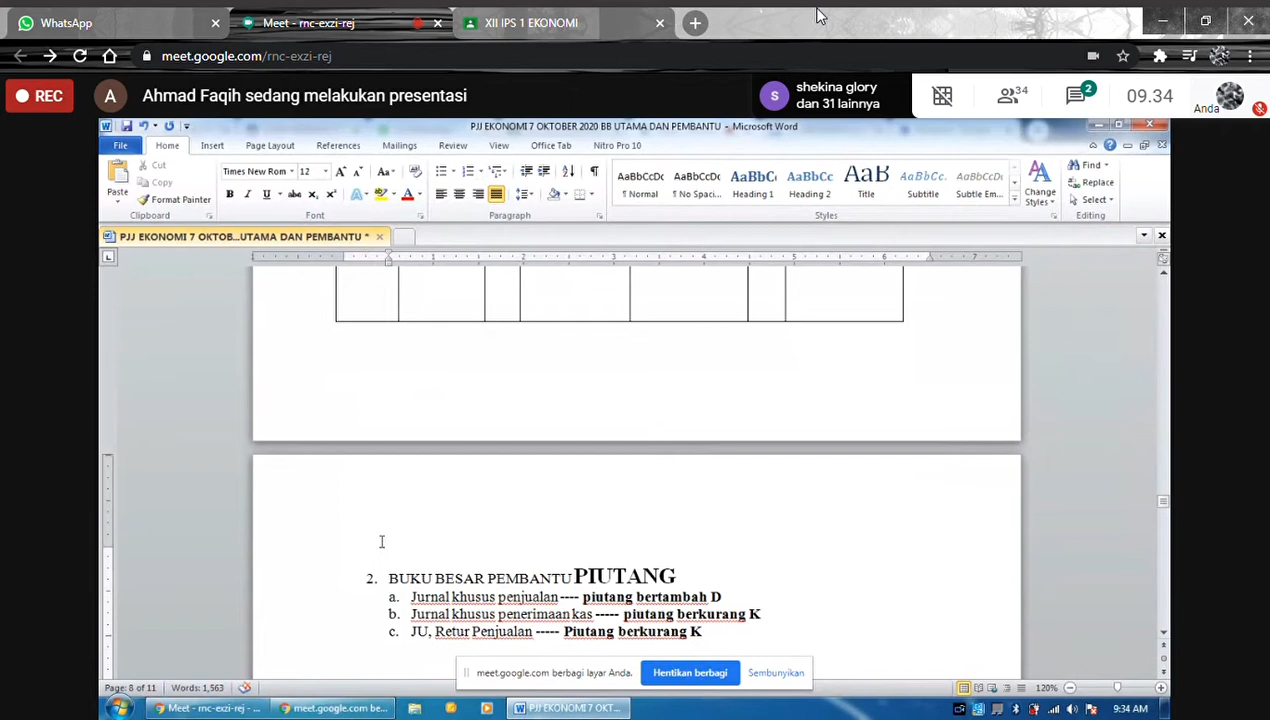 WhatsApp
Meet - rnc-exzi-rej
XII IPS 1 EKONOMI
meet.google.com/rnc-exzi-rej
REC
A
Ahmad Faqih sedang melakukan presentasi
s
shekina glory
dan 31 lainnya
34
2
09.34
Anda
PJJ EKONOMI 7 OKTOBER 2020 BB UTAMA DAN PEMBANTU - Microsoft Word
File
Home
Insert
Page Layout
References
Mailings
Review
View
Office Tab
Nitro Pro 10
Paste
Cut
Copy
Format Painter
Clipboard
Times New Rom
12
Font
Paragraph
AaBbCcDc
¶ Normal
AaBbCcDc
¶ No Spaci...
AaBbC
Heading 1
AaBbCc
Heading 2
AaB
Title
AaBbCc.
Subtitle
AaBbCcDc
Subtle Em...
Change
Styles
Styles
Find
Replace
Select
Editing
PJJ EKONOMI 7 OKTOB...UTAMA DAN PEMBANTU *
1 1 2 3 4 5 6 7
2. BUKU BESAR PEMBANTU PIUTANG
a. Jurnal khusus penjualan ---- piutang bertambah D
b. Jurnal khusus penerimaan kas ----- piutang berkurang K
c. JU, Retur Penjualan ----- Piutang berkurang K
meet.google.com berbagi layar Anda.
Hentikan berbagi
Sembunyikan
Page: 8 of 11
Words: 1,563
120%
Meet - rnc-exzi-rej - ...
meet.google.com be...
PJJ EKONOMI 7 OKT...
9:34 AM